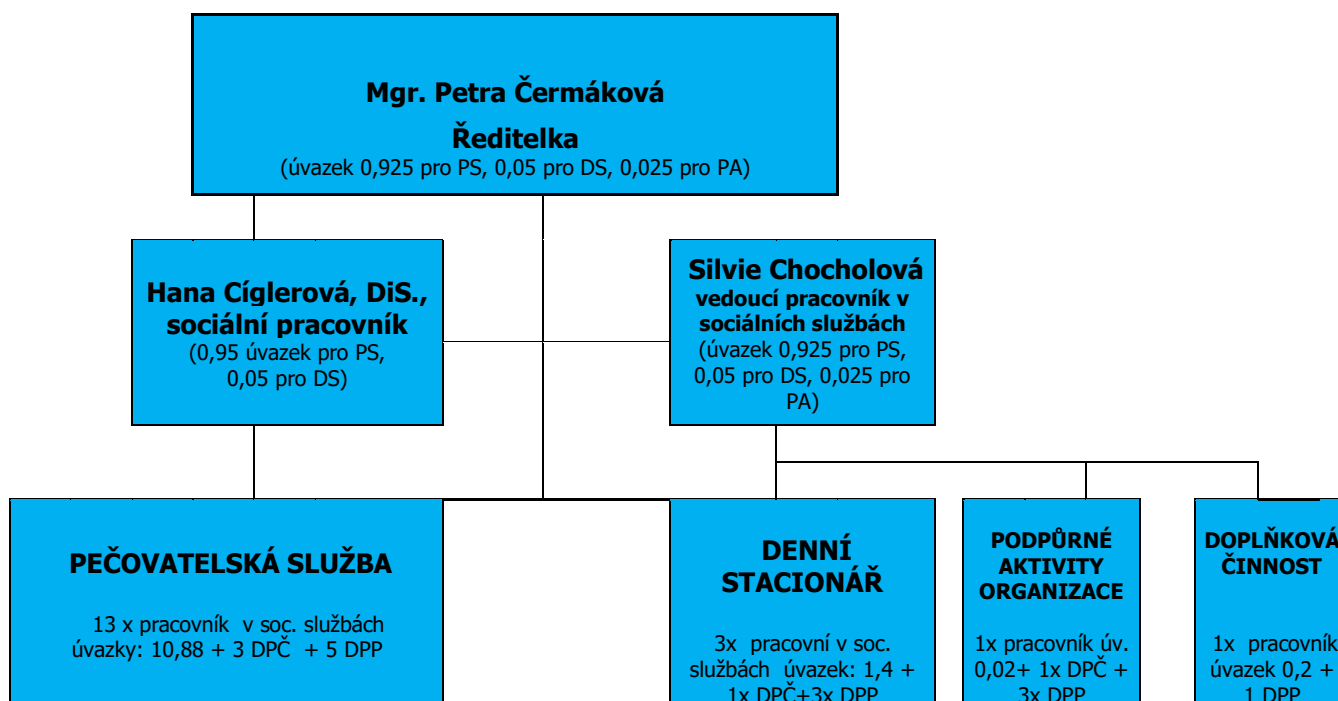 Mgr. Petra Čermáková
Ředitelka
(úvazek 0,925 pro PS, 0,05 pro DS, 0,025 pro PA)
Hana Cíglerová, DiS.,
sociální pracovník
(0,95 úvazek pro PS,
0,05 pro DS)
Silvie Chocholová
vedoucí pracovník v
sociálních službách
(úvazek 0,925 pro PS,
0,05 pro DS, 0,025 pro
PA)
PEČOVATELSKÁ SLUŽBA
13 x pracovník v soc. službách
úvazky: 10,88 + 3 DPČ + 5 DPP
DENNÍ
STACIONÁŘ
3x pracovní v soc.
službách úvazek: 1,4 +
1x DPČ+3x DPP
PODPŮRNÉ
AKTIVITY
ORGANIZACE
1x pracovník úv.
0,02+ 1x DPČ +
3x DPP
DOPLŇKOVÁ
ČINNOST
1x pracovník
úvazek 0,2 +
1 DPP